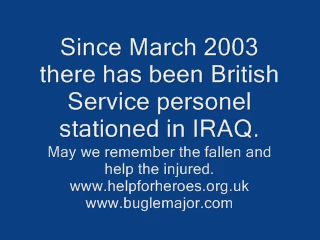 Since March 2003
there has been British
Service personel
stationed in IRAQ.
May we remember the fallen and
help the injured.
www.helpforheroes.org.uk
www.buglemajor.com